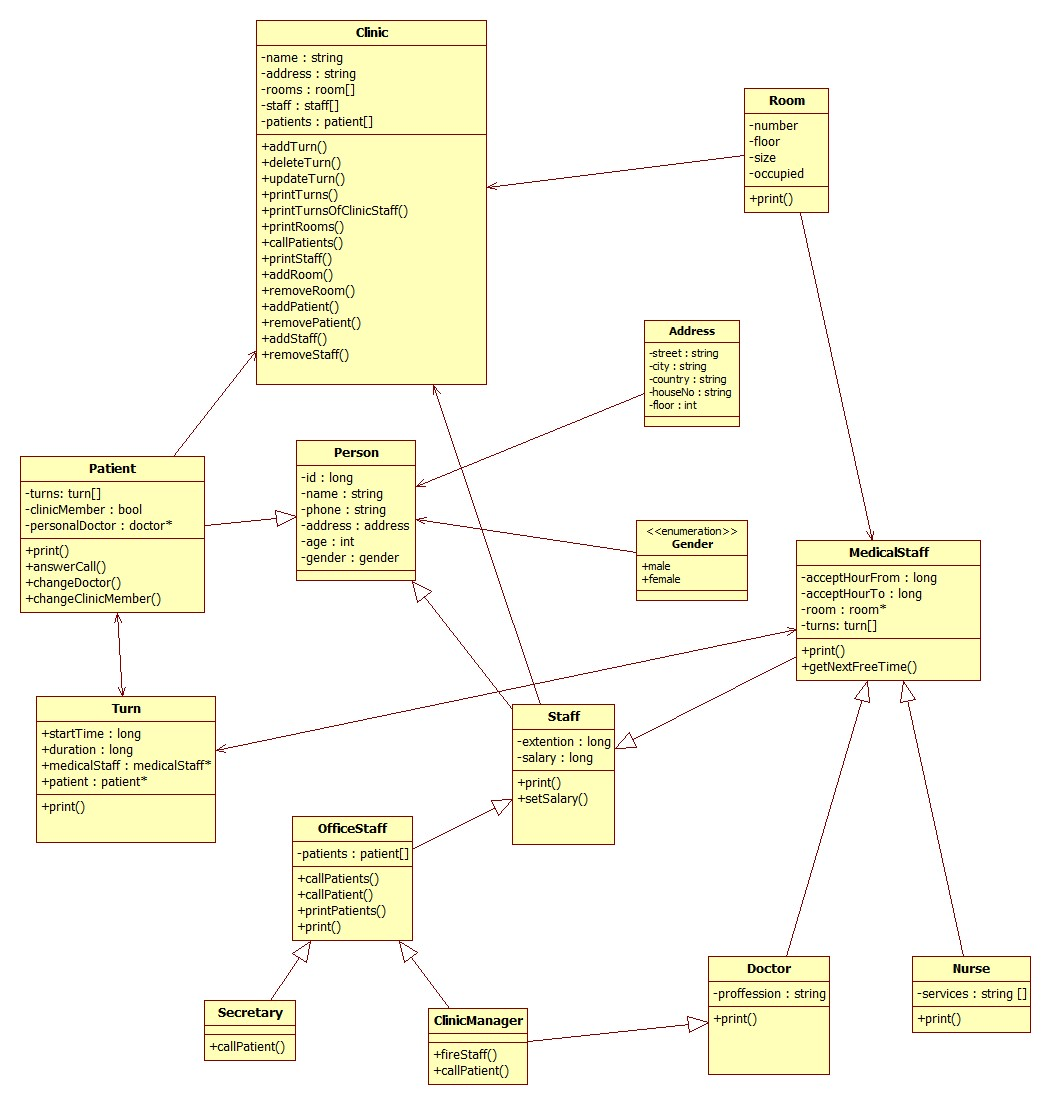 Clinic
-name : string
-address : string
-rooms : room[]
-staff : staff[]
-patients : patient[]
+addTurn()
+deleteTurn()
+updateTurn()
+printTurns()
+printTurnsOfClinicStaff()
+printRooms()
+callPatients()
+printStaff()
+addRoom()
+removeRoom()
+addPatient()
+removePatient()
+addStaff()
+removeStaff()
Room
-number
-floor
-size
-occupied
+print()
Address
-street : string
-city : string
-country : string
-houseNo : string
-floor : int
Person
-id : long
-name : string
-phone : string
-address : address
-age : int
-gender : gender
Patient
-turns: turn[]
-clinicMember : bool
-personalDoctor : doctor*
+print()
+answerCall()
+changeDoctor()
+changeClinicMember()
<<enumeration>>
Gender
+male
+female
MedicalStaff
-acceptHourFrom : long
-acceptHourTo : long
-room : room*
-turns: turn[]
+print()
+getNextFreeTime()
Turn
+startTime : long
+duration : long
+medicalStaff : medicalStaff*
+patient : patient*
+print()
Staff
-extention : long
-salary : long
+print()
+setSalary()
OfficeStaff
-patients : patient[]
+callPatients()
+callPatient()
+printPatients()
+print()
Doctor
-proffession : string
+print()
Nurse
-services : string []
+print()
Secretary
+callPatient()
ClinicManager
+fireStaff()
+callPatient()